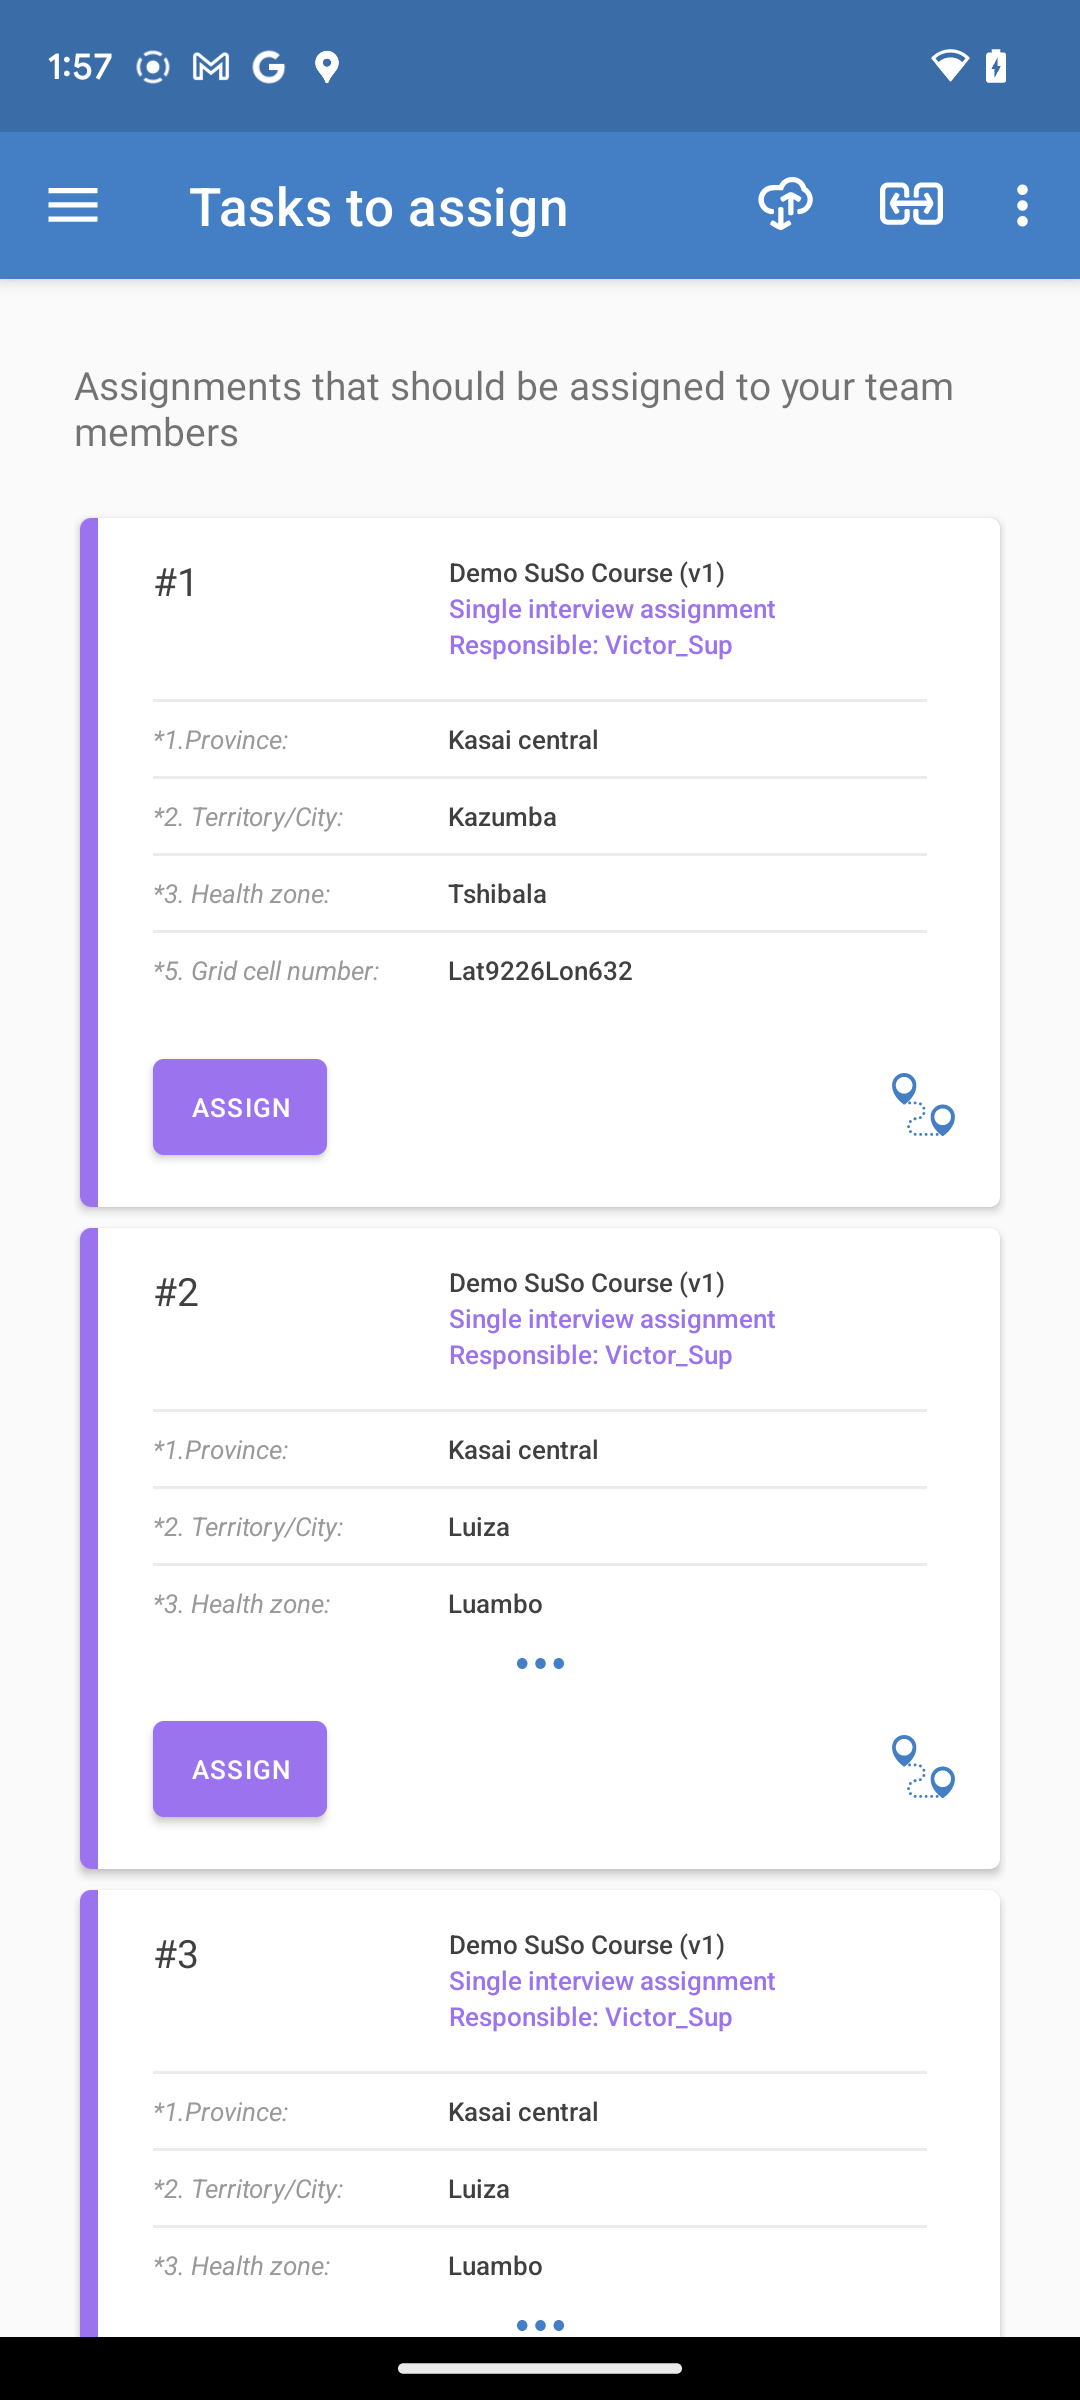 1:57
Tasks to assign
Assignments that should be assigned to your team
members
#1
Demo SuSo Course (v1)
Single interview assignment
Responsible: Victor_Sup
*1.Province:
Kasai central
*2. Territory/City:
Kazumba
*3. Health zone:
Tshibala
*5. Grid cell number:
Lat9226Lon632
ASSIGN
#2
Demo SuSo Course (v1)
Single interview assignment
Responsible: Victor_Sup
*1.Province:
Kasai central
*2. Territory/City:
Luiza
*3. Health zone:
Luambo
ASSIGN
#3
Demo SuSo Course (v1)
Single interview assignment
Responsible: Victor_Sup
*1.Province:
Kasai central
*2. Territory/City:
Luiza
*3. Health zone:
Luambo